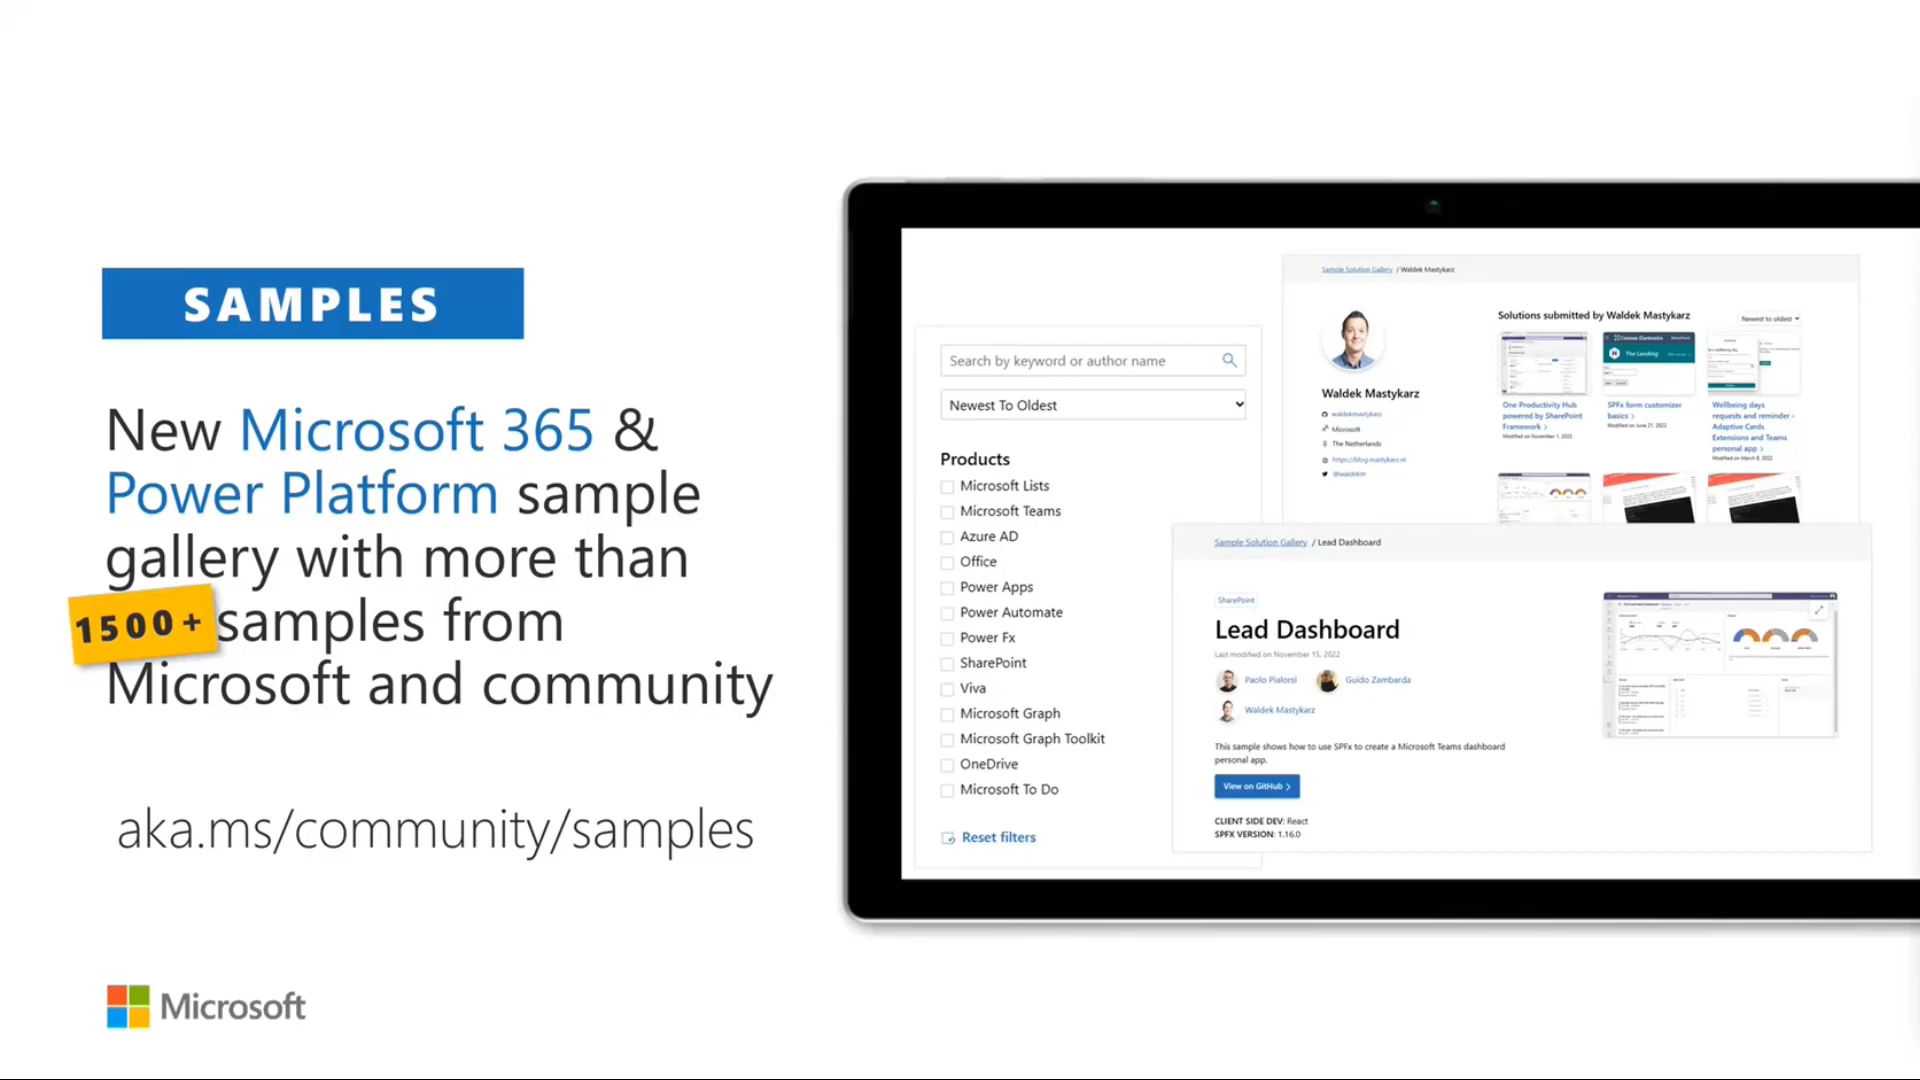 SAMPLES
New Microsoft 365 &
Power Platform sample
gallery with more than
1500+ samples from
Microsoft and community
aka.ms/community/samples
Microsoft
Search by keyword or author name
Newest To Oldest
Products
Microsoft Lists
Microsoft Teams
Azure AD
Office
Power Apps
Power Automate
Power Fx
SharePoint
Viva
Microsoft Graph
Microsoft Graph Toolkit
OneDrive
Microsoft To Do
Reset filters
Sample Solution Gallery / Waldek Mastykarz
Waldek Mastykarz
waldekmastykarz
Microsoft
The Netherlands
https://blog.mastykarz.nl
@waldekm
Solutions submitted by Waldek Mastykarz
Newest to oldest
One Productivity Hub
powered by SharePoint
Framework >
Modified on November 1, 2022
The Landing
SPFx form customizer
basics >
Modified on June 21, 2022
Wellbeing days
requests and reminder -
Adaptive Cards
Extensions and Teams
personal app >
Modified on March 8, 2022
Sample Solution Gallery / Lead Dashboard
SharePoint
Lead Dashboard
Last modified on November 15, 2022
Paolo Pialorsi
Guido Zambarda
Waldek Mastykarz
This sample shows how to use SPFx to create a Microsoft Teams dashboard
personal app.
View on GitHub >
CLIENT SIDE DEV: React
SPFX VERSION: 1.16.0